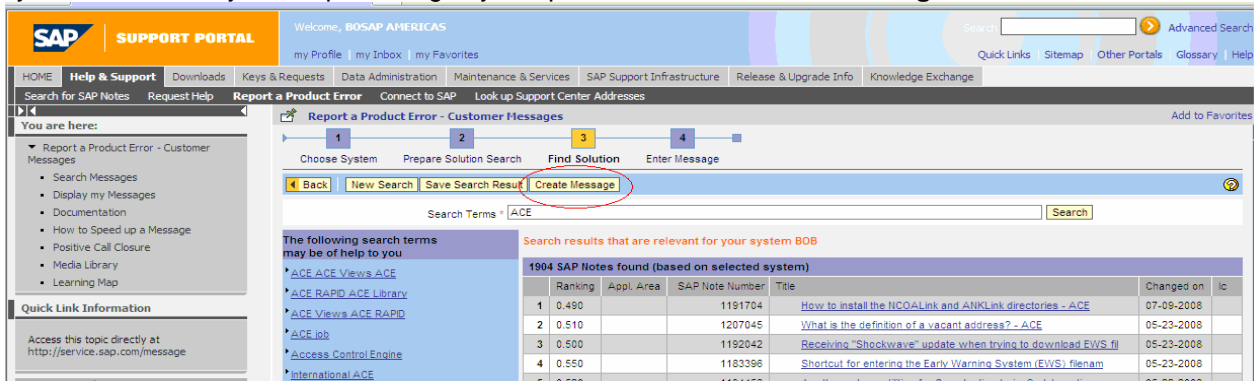 SAP SUPPORT PORTAL
Welcome, BOSAP AMERICAS
Search Advanced Search
my Profile my Inbox my Favorites
Quick Links Sitemap Other Portals Glossary Help
HOME Help & Support Downloads Keys & Requests Data Administration Maintenance & Services SAP Support Infrastructure Release & Upgrade Info Knowledge Exchange
Search for SAP Notes Request Help Report a Product Error Connect to SAP Look up Support Center Addresses
You are here:
Report a Product Error - Customer Messages
Search Messages
Display my Messages
Documentation
How to Speed up a Message
Positive Call Closure
Media Library
Learning Map
Quick Link Information
Access this topic directly at
http://service.sap.com/message
Report a Product Error - Customer Messages
Add to Favorites
1 2 3 4
Choose System Prepare Solution Search Find Solution Enter Message
Back New Search Save Search Result Create Message
Search Terms * ACE Search
The following search terms
may be of help to you
ACE ACE Views ACE
ACE RAPID ACE Library
ACE Views ACE RAPID
ACE job
Access Control Engine
International ACE
Search results that are relevant for your system BOB
1904 SAP Notes found (based on selected system)
Ranking Appl. Area SAP Note Number Title Changed on Ic
1 0.490 1191704 How to install the NCOALink and ANKLink directories - ACE 07-09-2008
2 0.510 1207045 What is the definition of a vacant address? - ACE 05-23-2008
3 0.500 1192042 Receiving "Shockwave" update when trying to download EWS fil 05-23-2008
4 0.550 1183396 Shortcut for entering the Early Warning System (EWS) filenam 05-23-2008